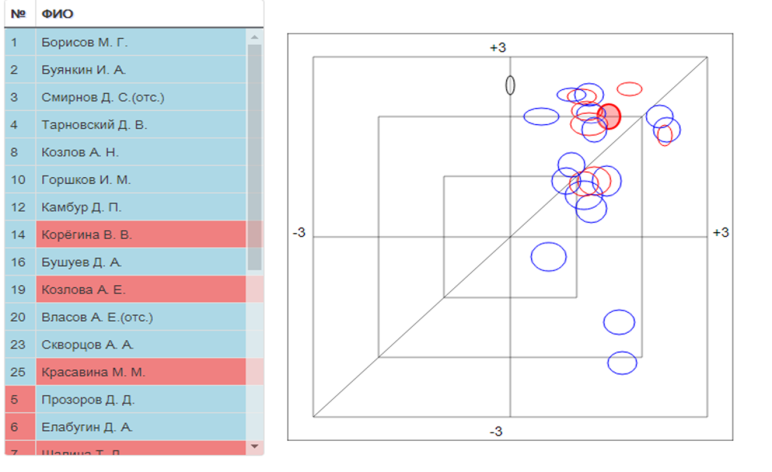 № ФИО
1 Борисов М. Г.
2 Буянкин И. А.
3 Смирнов Д. С.(отс.)
4 Тарновский Д. В.
8 Козлов А. Н.
10 Горшков И. М.
12 Камбур Д. П.
14 Корёгина В. В.
16 Бушуев Д. А.
19 Козлова А. Е.
20 Власов А. Е.(отс.)
23 Скворцов А. А.
25 Красавина М. М.
5 Прозоров Д. Д.
6 Елабугин Д. А.
+3
-3 +3
-3